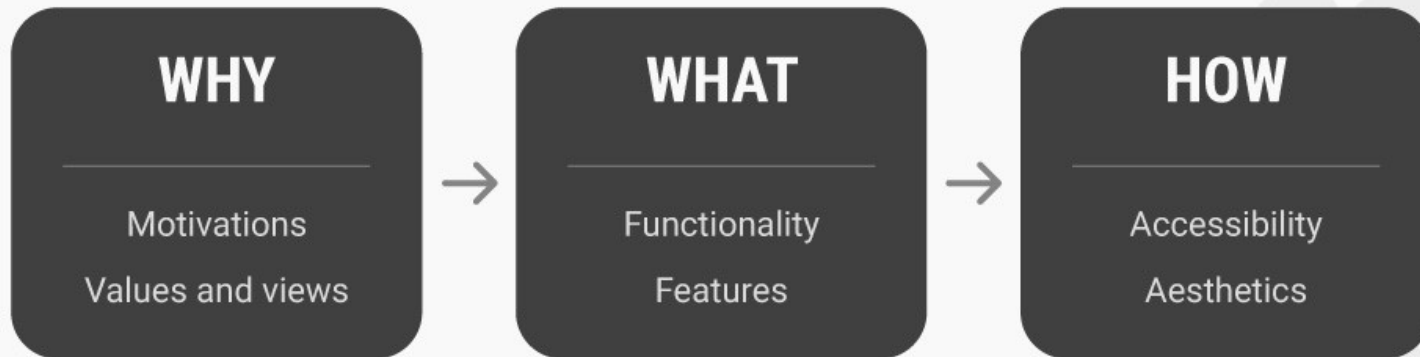 WHY
Motivations
Values and views
WHAT
Functionality
Features
HOW
Accessibility
Aesthetics